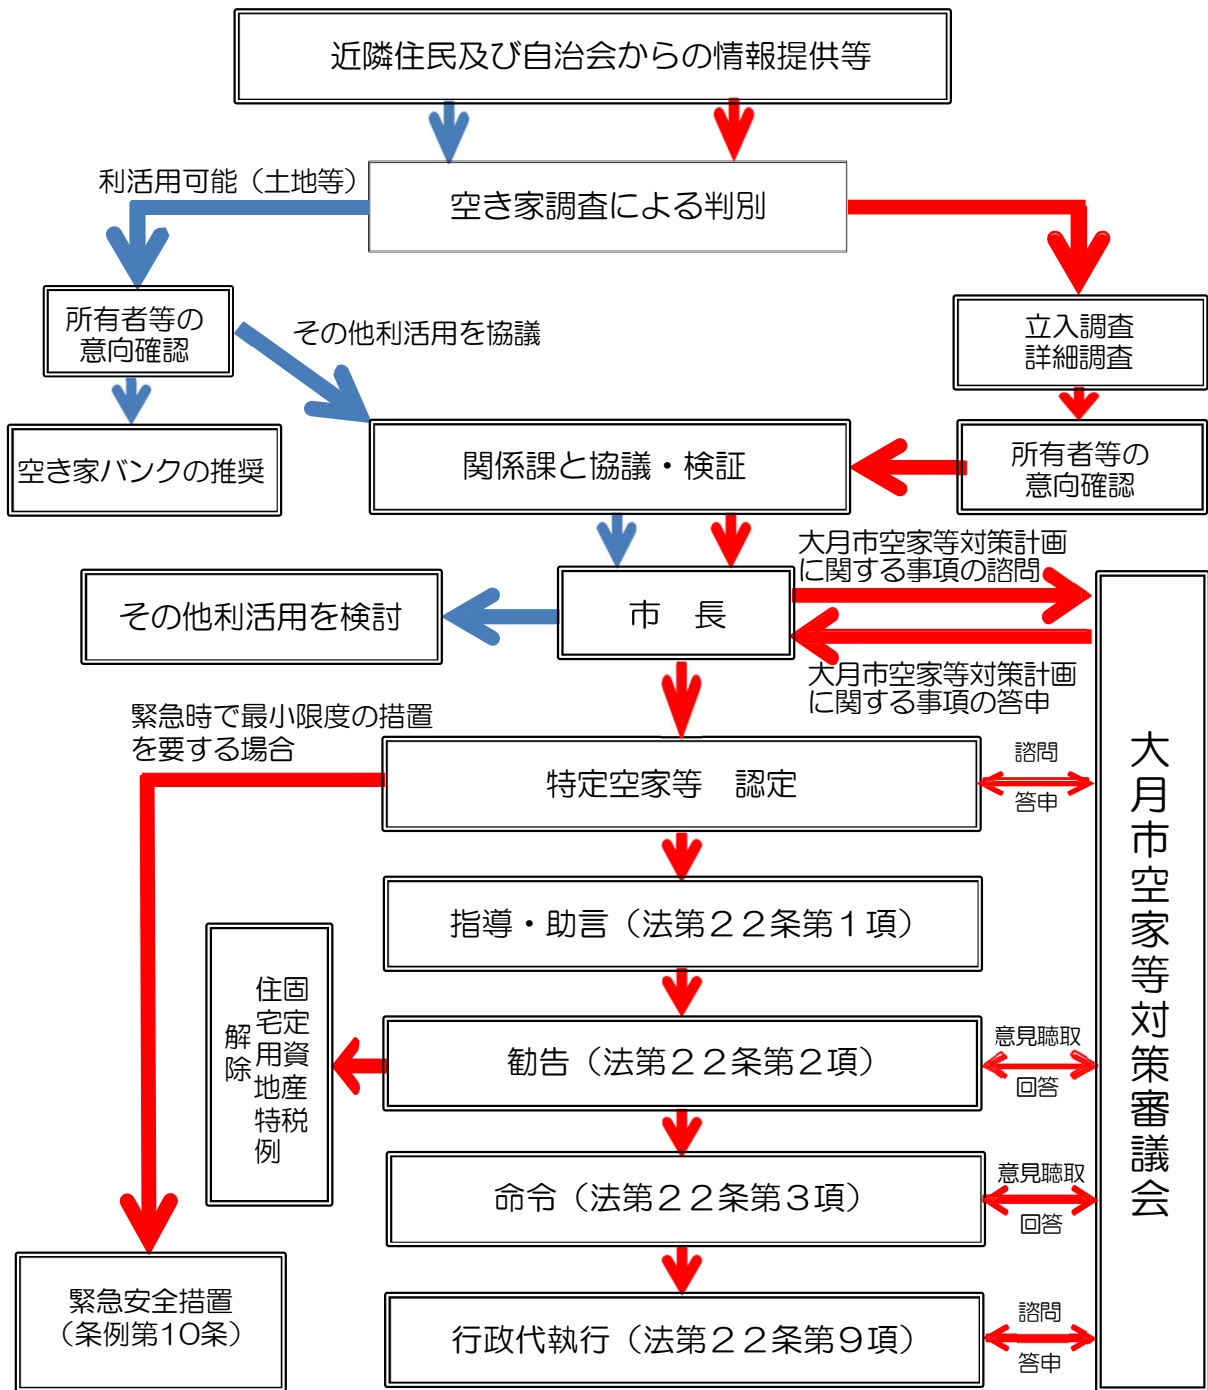 近隣住民及び自治会からの情報提供等
利活用可能（土地等）
空き家調査による判別
所有者等の
意向確認
その他利活用を協議
立入調査
詳細調査
空き家バンクの推奨
関係課と協議・検証
所有者等の
意向確認
大月市空家等対策計画
に関する事項の諮問
その他利活用を検討
市　長
大月市空家等対策計画
に関する事項の答申
緊急時で最小限度の措置
を要する場合
特定空家等　認定
諮問
答申
大月市空家等対策審議会
指導・助言（法第２２条第１項）
固定資産税
住宅用地特例
解除
勧告（法第２２条第２項）
意見聴取
回答
命令（法第２２条第３項）
意見聴取
回答
緊急安全措置
（条例第10条）
行政代執行（法第２２条第９項）
諮問
答申